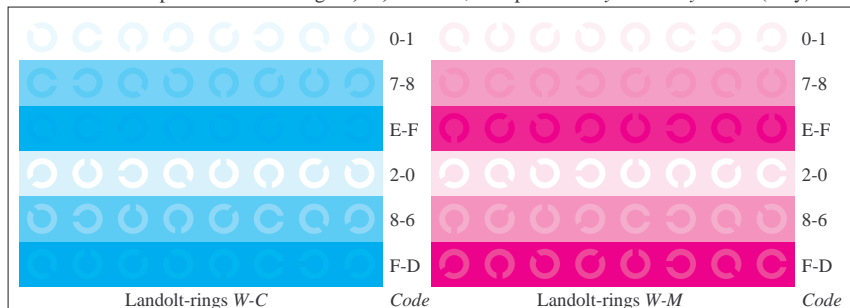 0-1 0-1
7-8 7-8
E-F E-F
2-0 2-0
8-6 8-6
F-D F-D
Landolt-rings W-C Code Landolt-rings W-M Code